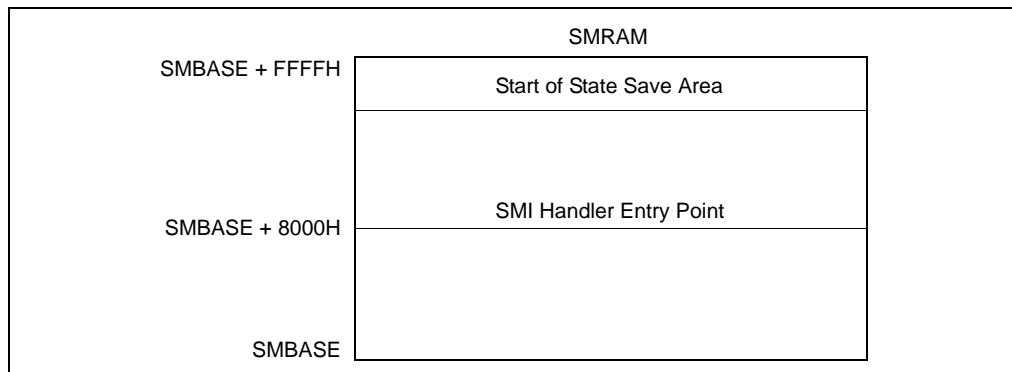 SMRAM
SMBASE + FFFFH
Start of State Save Area
SMI Handler Entry Point
SMBASE + 8000H
SMBASE